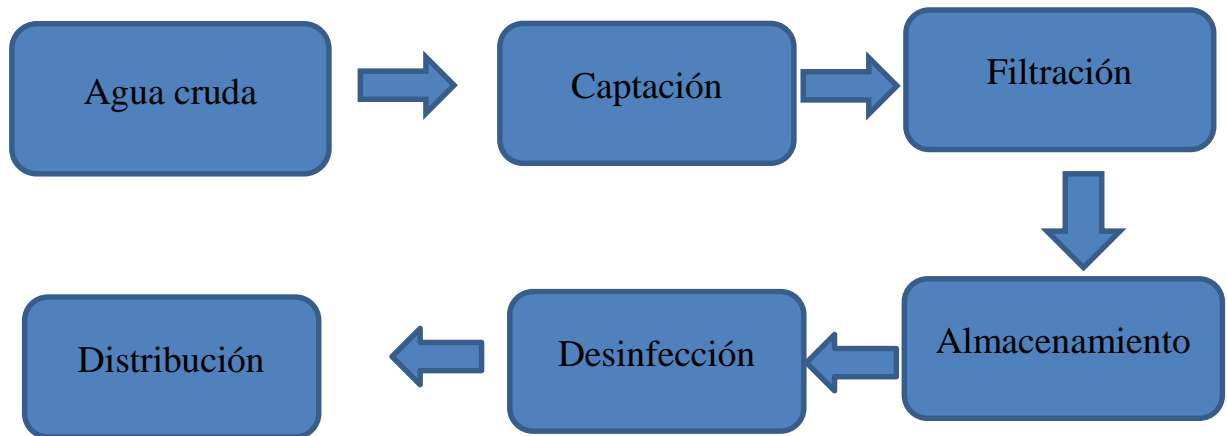 Agua cruda
Captación
Filtración
Almacenamiento
Desinfección
Distribución